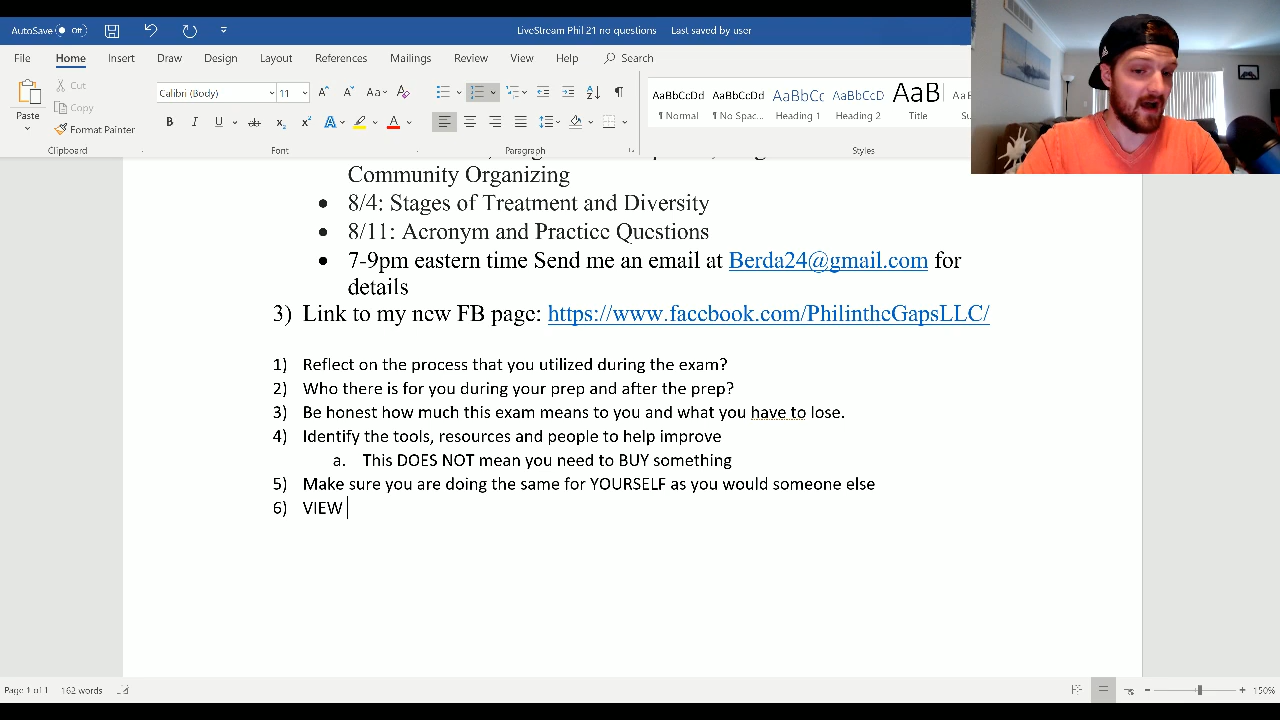 AutoSave Off LiveStream Phil 21 no questions Last saved by user
File Home Insert Draw Design Layout References Mailings Review View Help Search
Paste Cut Copy Format Painter
Calibri (Body) 11
AaBbCcDd AaBbCcDd AaBbCc AaBbCcD AaB
¶ Normal ¶ No Spac... Heading 1 Heading 2 Title
Clipboard Font Paragraph Styles
Community Organizing
• 8/4: Stages of Treatment and Diversity
• 8/11: Acronym and Practice Questions
• 7-9pm eastern time Send me an email at Berda24@gmail.com for
details
3) Link to my new FB page: https://www.facebook.com/PhilintheGapsLLC/
1) Reflect on the process that you utilized during the exam?
2) Who there is for you during your prep and after the prep?
3) Be honest how much this exam means to you and what you have to lose.
4) Identify the tools, resources and people to help improve
a. This DOES NOT mean you need to BUY something
5) Make sure you are doing the same for YOURSELF as you would someone else
6) VIEW
Page 1 of 1 162 words 150%